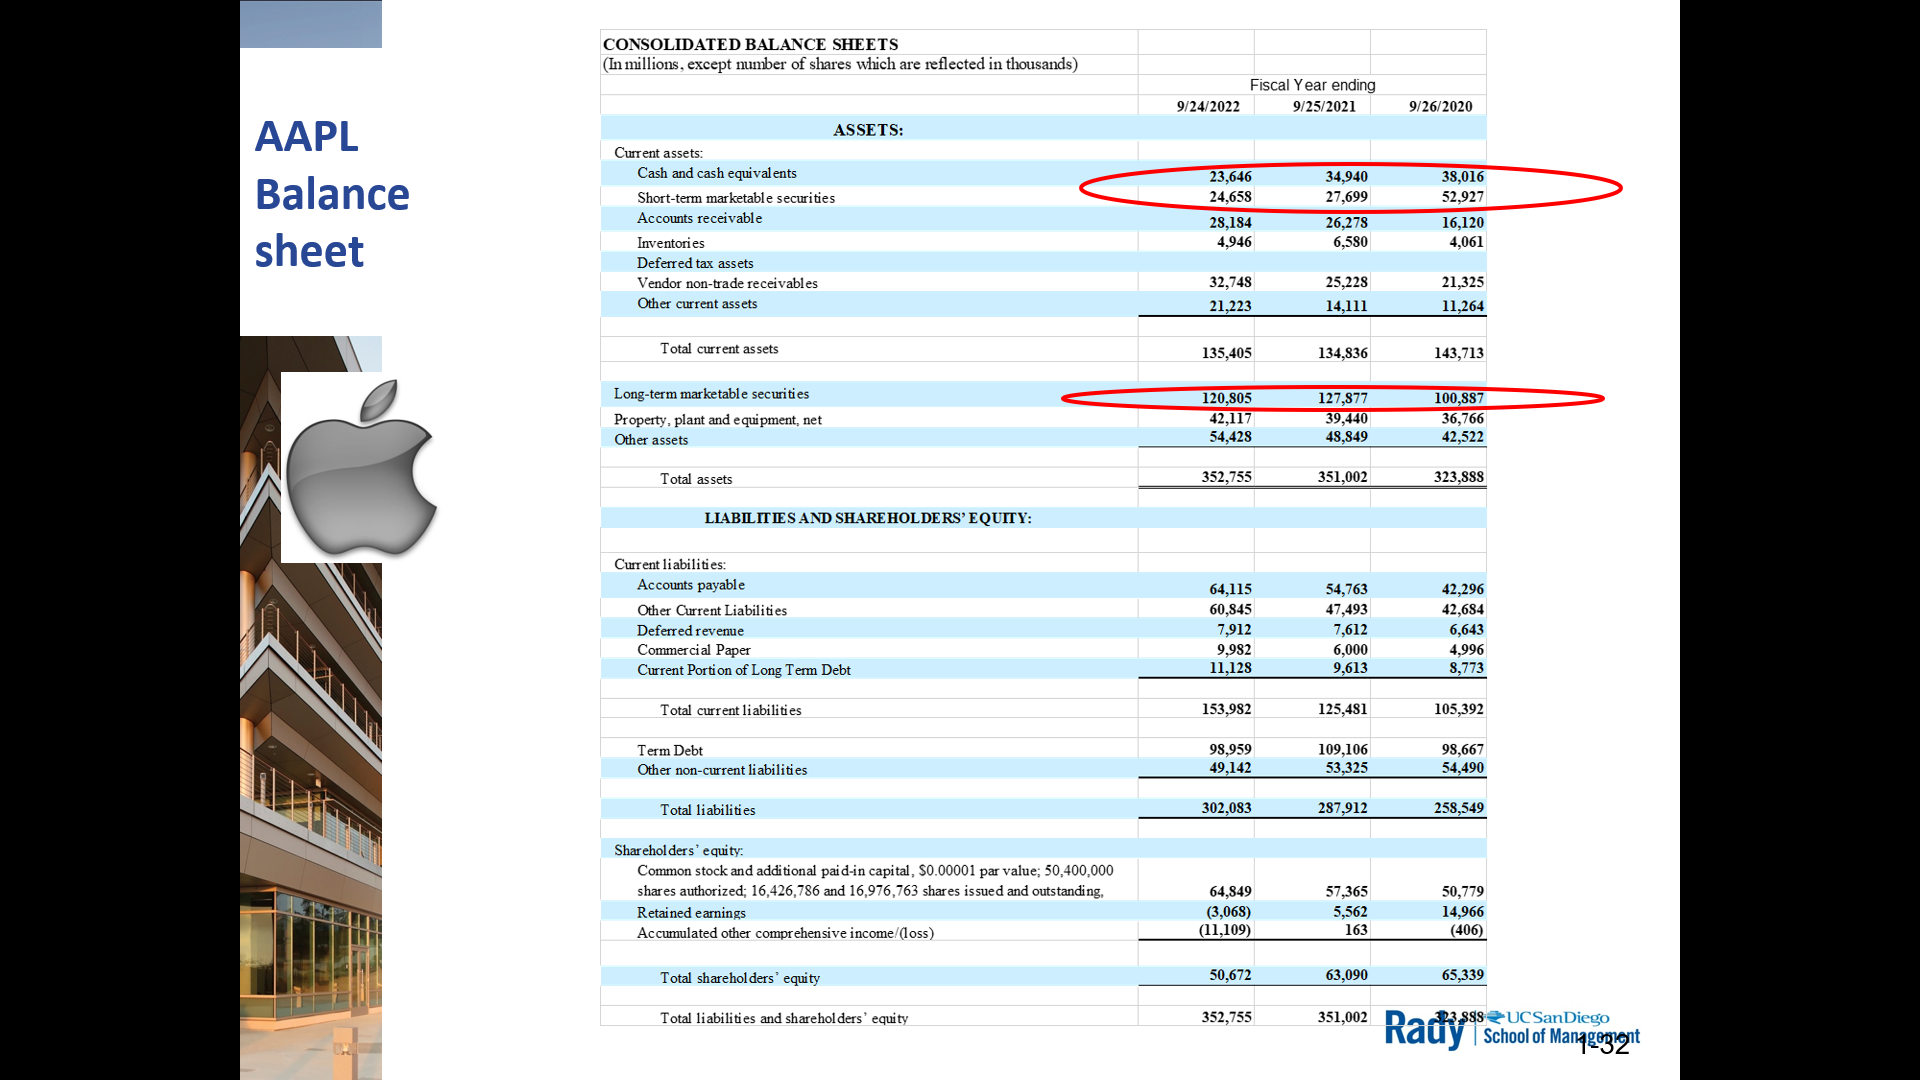 AAPL
Balance
sheet
CONSOLIDATED BALANCE SHEETS
(In millions, except number of shares which are reflected in thousands)
Fiscal Year ending
9/24/2022 9/25/2021 9/26/2020
ASSETS:
Current assets:
Cash and cash equivalents 23,646 34,940 38,016
Short-term marketable securities 24,658 27,699 52,927
Accounts receivable 28,184 26,278 16,120
Inventories 4,946 6,580 4,061
Deferred tax assets
Vendor non-trade receivables 32,748 25,228 21,325
Other current assets 21,223 14,111 11,264
Total current assets 135,405 134,836 143,713
Long-term marketable securities 120,805 127,877 100,887
Property, plant and equipment, net 42,117 39,440 36,766
Other assets 54,428 48,849 42,522
Total assets 352,755 351,002 323,888
LIABILITIES AND SHAREHOLDERS’ EQUITY:
Current liabilities:
Accounts payable 64,115 54,763 42,296
Other Current Liabilities 60,845 47,493 42,684
Deferred revenue 7,912 7,612 6,643
Commercial Paper 9,982 6,000 4,996
Current Portion of Long Term Debt 11,128 9,613 8,773
Total current liabilities 153,982 125,481 105,392
Term Debt 98,959 109,106 98,667
Other non-current liabilities 49,142 53,325 54,490
Total liabilities 302,083 287,912 258,549
Shareholders’ equity:
Common stock and additional paid-in capital, $0.00001 par value; 50,400,000
shares authorized; 16,426,786 and 16,976,763 shares issued and outstanding, 64,849 57,365 50,779
Retained earnings (3,068) 5,562 14,966
Accumulated other comprehensive income/(loss) (11,109) 163 (406)
Total shareholders’ equity 50,672 63,090 65,339
Total liabilities and shareholders’ equity 352,755 351,002 323,888
Rady
UC San Diego
School of Management
1-32